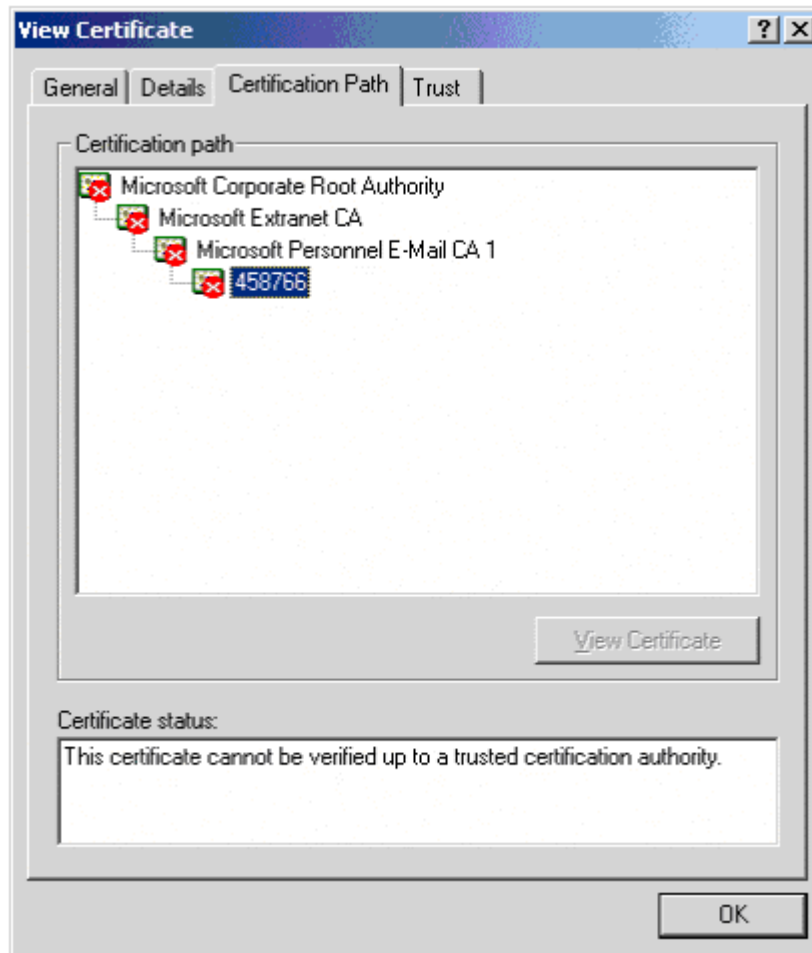 View Certificate
General Details Certification Path Trust
Certification path
Microsoft Corporate Root Authority
Microsoft Extranet CA
Microsoft Personnel E-Mail CA 1
458766
View Certificate
Certificate status:
This certificate cannot be verified up to a trusted certification authority.
OK